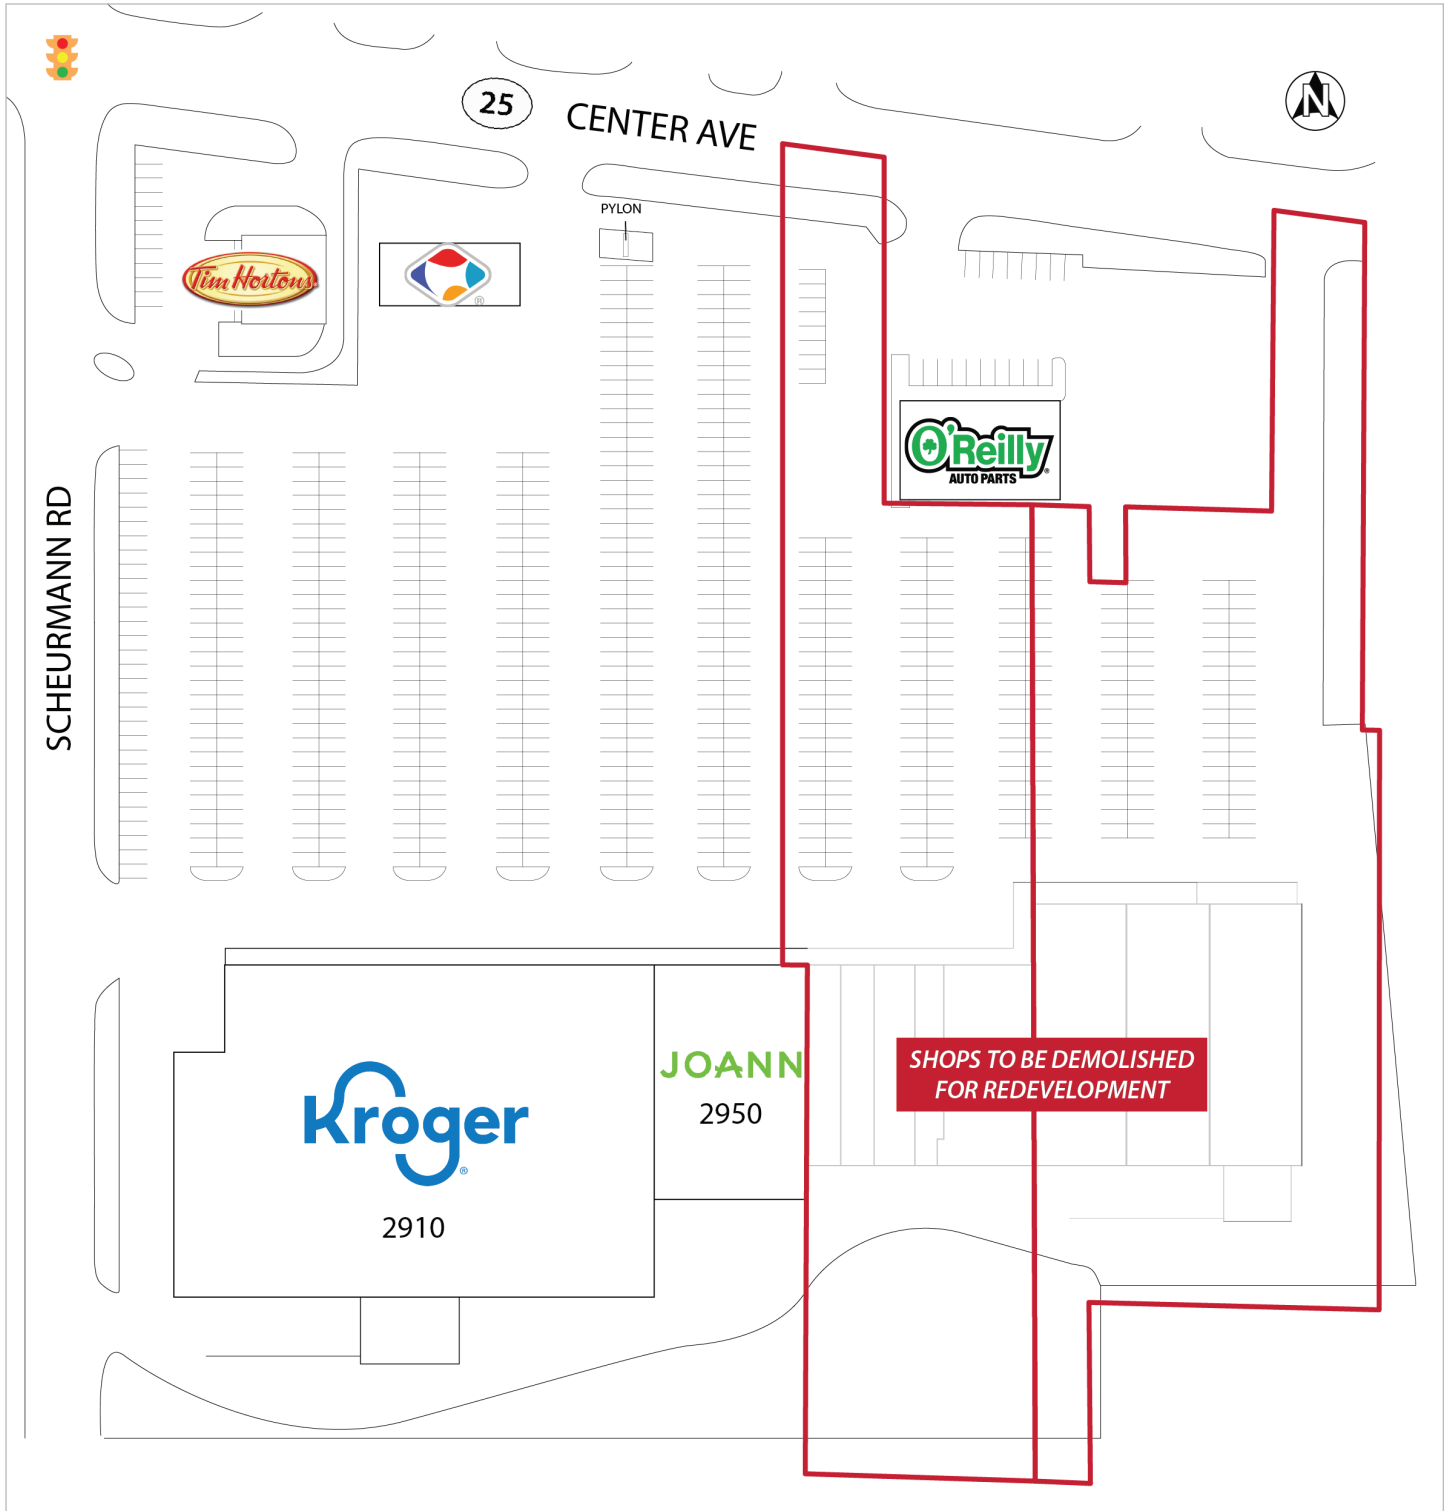 25
CENTER AVE
N
PYLON
Tim Hortons
®
O'Reilly®
AUTO PARTS
SCHEURMANN RD
JOANN
2950
SHOPS TO BE DEMOLISHED
FOR REDEVELOPMENT
Kroger®
2910